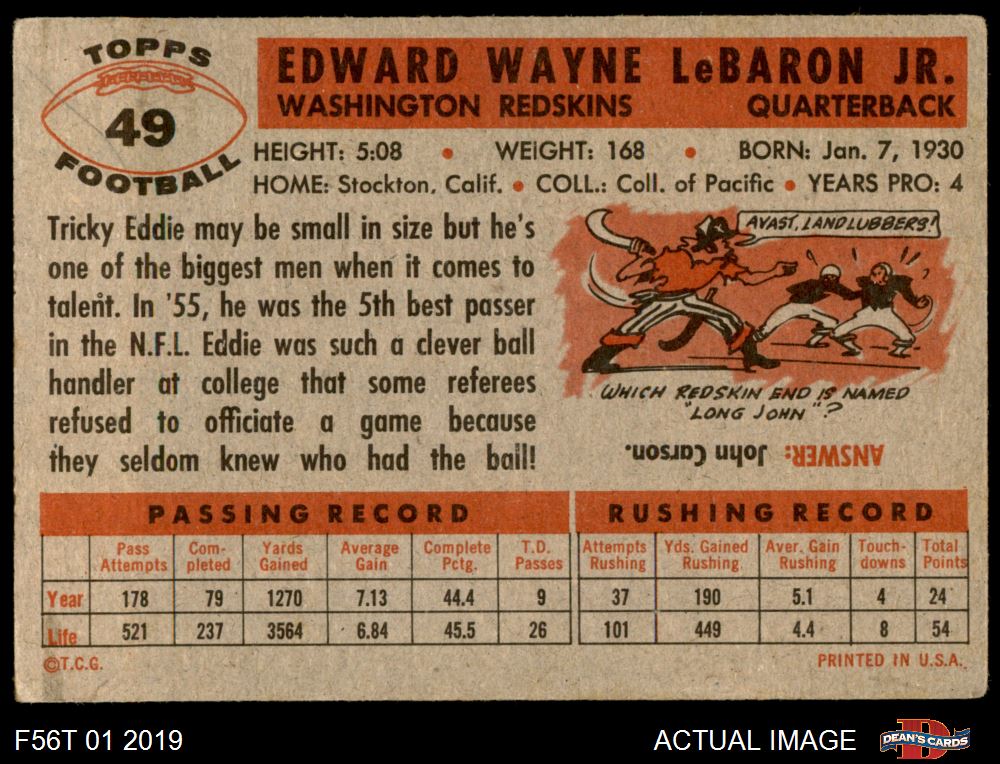 TOPPS
49
FOOTBALL
EDWARD WAYNE LeBARON JR.
WASHINGTON REDSKINS QUARTERBACK
HEIGHT: 5:08 • WEIGHT: 168 • BORN: Jan. 7, 1930
HOME: Stockton, Calif. • COLL.: Coll. of Pacific • YEARS PRO: 4
Tricky Eddie may be small in size but he's
one of the biggest men when it comes to
talent. In '55, he was the 5th best passer
in the N.F.L. Eddie was such a clever ball
handler at college that some referees
refused to officiate a game because
they seldom knew who had the ball!
AVAST, LANDLUBBERS!
WHICH REDSKIN END IS NAMED
"LONG JOHN"?
ANSWER: John Carson.
PASSING RECORD
Pass Attempts Com-pleted Yards Gained Average Gain Complete Pctg. T.D. Passes
Year 178 79 1270 7.13 44.4 9
Life 521 237 3564 6.84 45.5 26
RUSHING RECORD
Attempts Rushing Yds. Gained Rushing Aver. Gain Rushing Touch-downs Total Points
37 190 5.1 4 24
101 449 4.4 8 54
©T.C.G. PRINTED IN U.S.A.
F56T 01 2019 ACTUAL IMAGE D DEAN'S CARDS